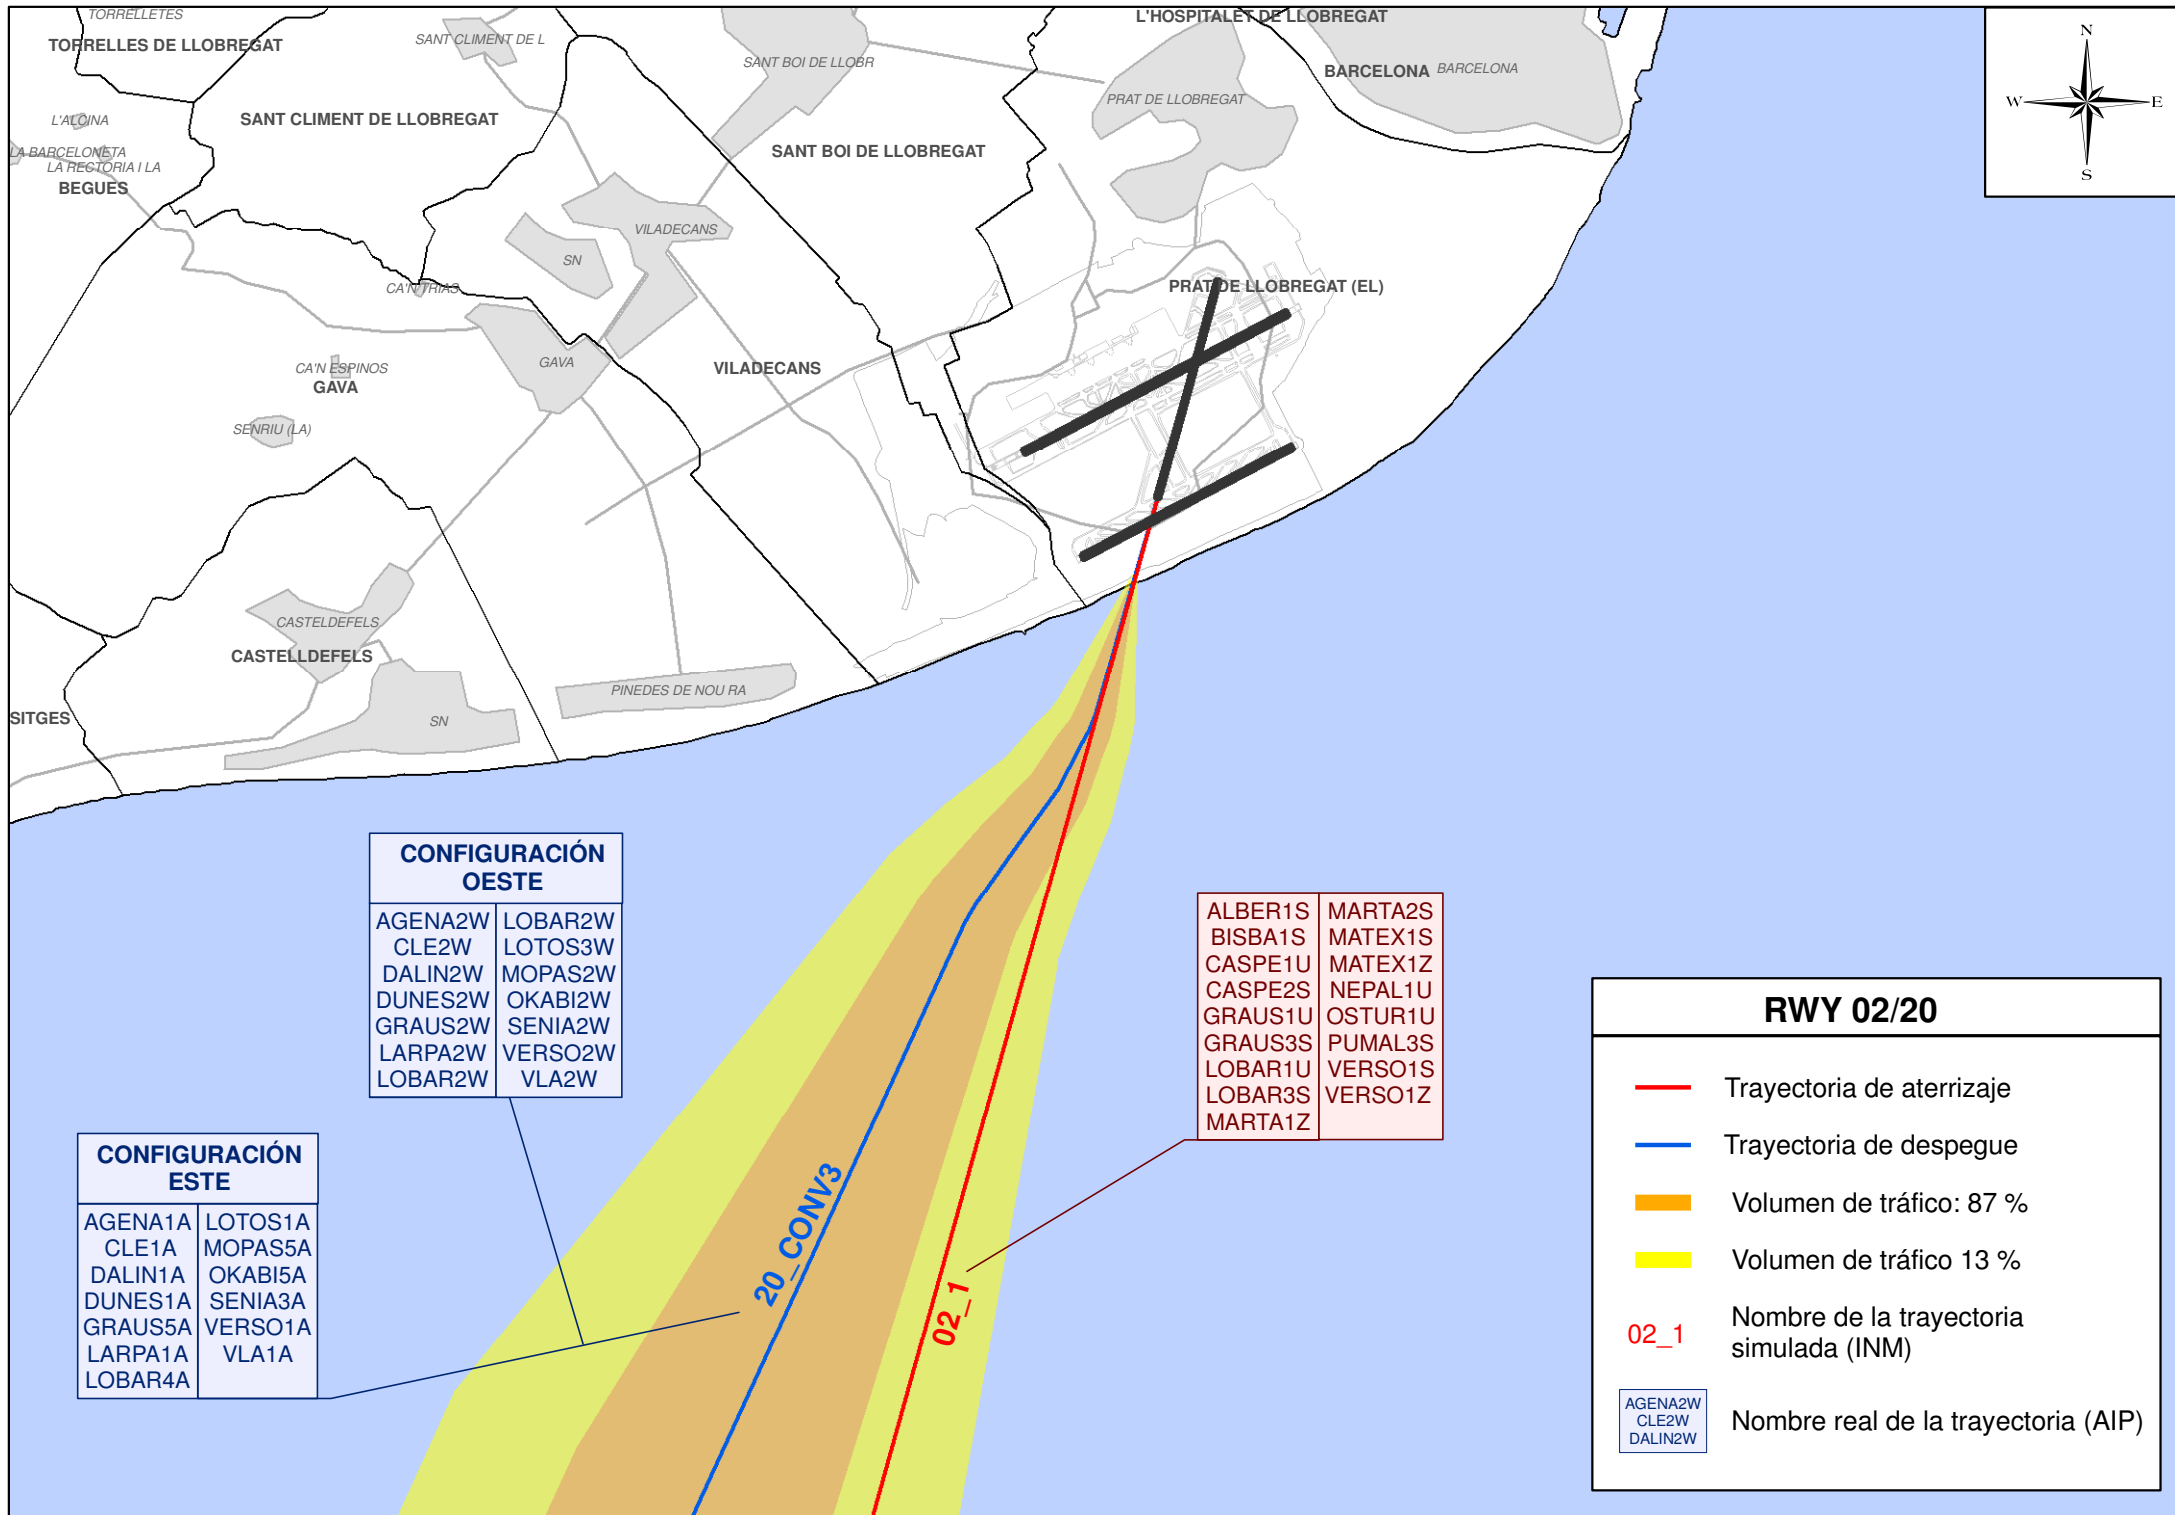 TORRELLETES
TORRELLES DE LLOBREGAT
SANT CLIMENT DE L
SANT BOI DE LLOBR
L'HOSPITALET DE LLOBREGAT
BARCELONA
BARCELONA
PRAT DE LLOBREGAT
N
W
E
S
L'ALCINA
SANT CLIMENT DE LLOBREGAT
LA BARCELONETA
LA RECTORIA I LA
BEGUES
SANT BOI DE LLOBREGAT
VILADECANS
SN
CA'N TRIAS
PRAT DE LLOBREGAT (EL)
GAVA
CA'N ESPINOS
GAVA
VILADECANS
SENRIU (LA)
CASTELDEFELS
CASTELLDEFELS
PINEDES DE NOU RA
SITGES
SN
CONFIGURACIÓN
OESTE
AGENA2W LOBAR2W
CLE2W LOTOS3W
DALIN2W MOPAS2W
DUNES2W OKABI2W
GRAUS2W SENIA2W
LARPA2W VERSO2W
LOBAR2W VLA2W
ALBER1S MARTA2S
BISBA1S MATEX1S
CASPE1U MATEX1Z
CASPE2S NEPAL1U
GRAUS1U OSTUR1U
GRAUS3S PUMAL3S
LOBAR1U VERSO1S
LOBAR3S VERSO1Z
MARTA1Z
CONFIGURACIÓN
ESTE
AGENA1A LOTOS1A
CLE1A MOPAS5A
DALIN1A OKABI5A
DUNES1A SENIA3A
GRAUS5A VERSO1A
LARPA1A VLA1A
LOBAR4A
20_CONV3
02_1
RWY 02/20
Trayectoria de aterrizaje
Trayectoria de despegue
Volumen de tráfico: 87 %
Volumen de tráfico 13 %
02_1 Nombre de la trayectoria
simulada (INM)
AGENA2W
CLE2W
DALIN2W
Nombre real de la trayectoria (AIP)